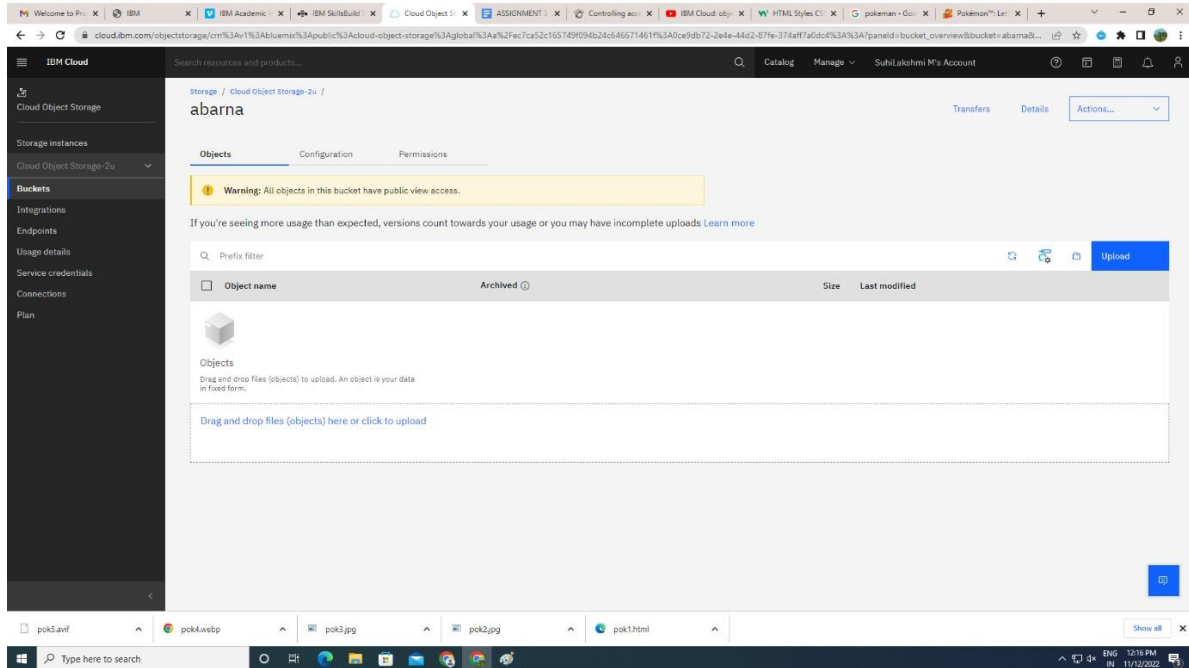 Welcome to Pro
IBM
IBM Academic I
IBM SkillsBuild
Cloud Object St
ASSIGNMENT 3
Controlling acce
IBM Cloud: obje
HTML Styles CS
pokeman - Goo
Pokémon™: Let
IBM Cloud
Search resources and products...
Catalog
Manage
SuhiLakshmi M's Account
Cloud Object Storage
Storage instances
Cloud Object Storage-2u
Buckets
Integrations
Endpoints
Usage details
Service credentials
Connections
Plan
Storage / Cloud Object Storage-2u /
abarna
Transfers
Details
Actions...
Objects
Configuration
Permissions
Warning: All objects in this bucket have public view access.
If you're seeing more usage than expected, versions count towards your usage or you may have incomplete uploads Learn more
Prefix filter
Upload
Object name
Archived
Size
Last modified
Objects
Drag and drop files (objects) to upload. An object is your data
in fixed form.
Drag and drop files (objects) here or click to upload
pok5.avif
pok4.webp
pok3.jpg
pok2.jpg
pok1.html
Show all
Type here to search
ENG
IN
12:16 PM
11/12/2022